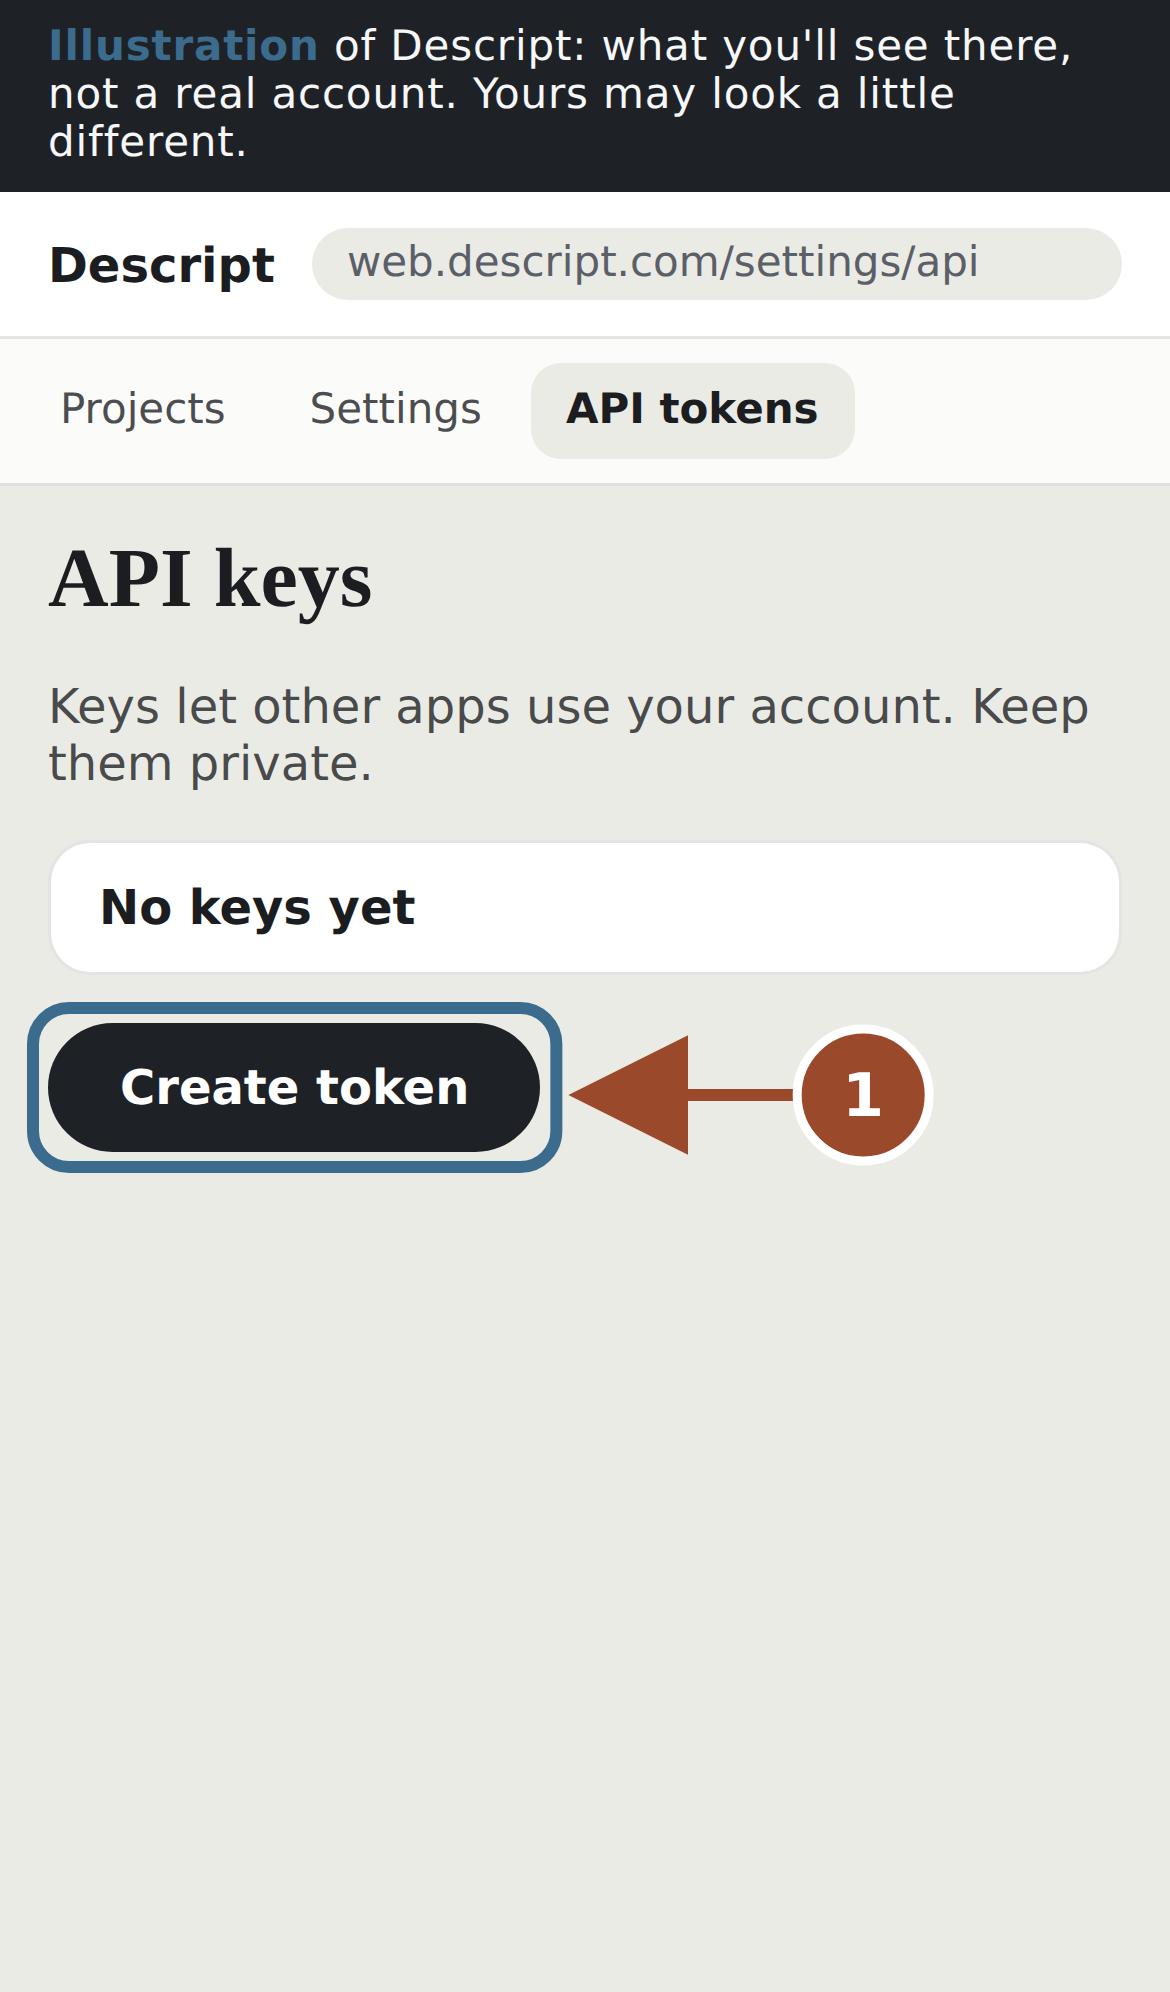 Illustration of Descript: what you'll see there,
not a real account. Yours may look a little
different.
Descript
web.descript.com/settings/api
Projects
Settings
API tokens
API keys
Keys let other apps use your account. Keep
them private.
No keys yet
Create token
1